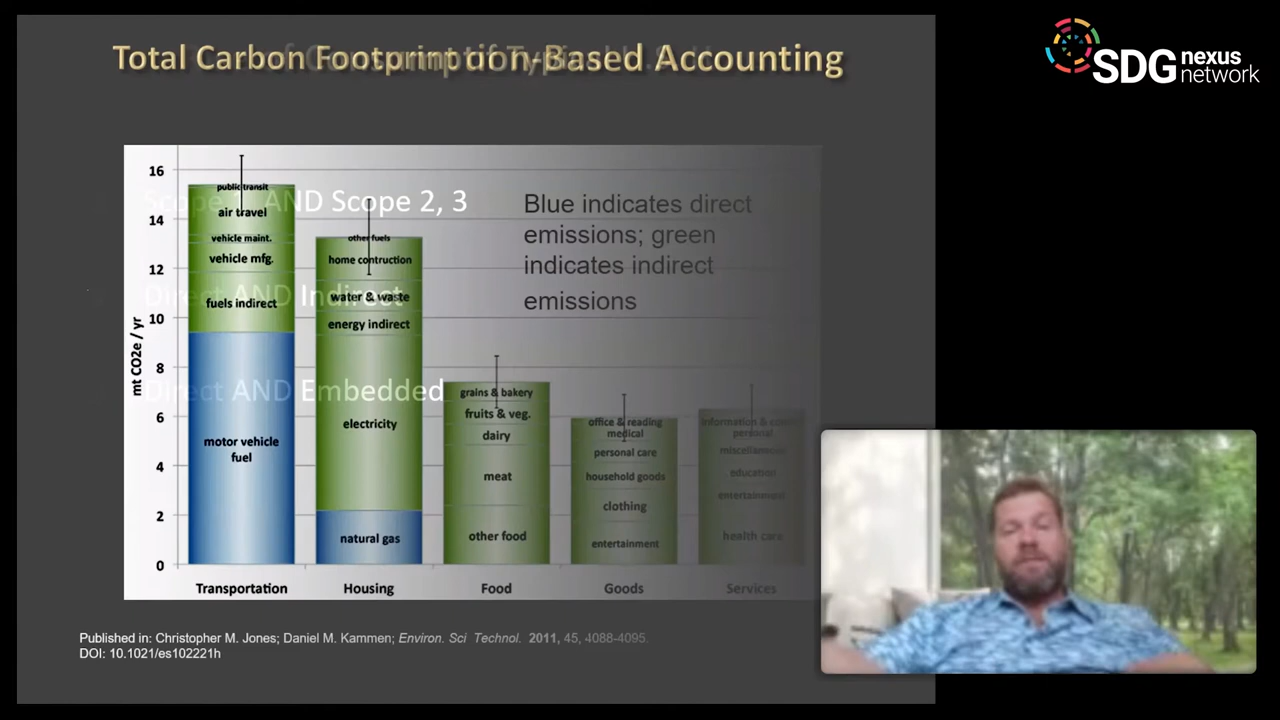 Total Carbon Footprint of n-Based Accounting
SDG nexus
network
16
14
12
10
8
6
4
2
0
mt CO2e / yr
public transit
air travel
vehicle maint.
vehicle mfg.
fuels indirect
motor vehicle
fuel
other fuels
home contruction
water & waste
energy indirect
electricity
natural gas
grains & bakery
fruits & veg.
dairy
meat
other food
office & reading
medical
personal care
household goods
clothing
entertainment
information &
personal
miscellaneous
education
entertainment
health care
Transportation
Housing
Food
Goods
Services
Scope AND Scope 2, 3
Direct AND Indirect
Direct AND Embedded
Blue indicates direct
emissions; green
indicates indirect
emissions
Published in: Christopher M. Jones; Daniel M. Kammen; Environ. Sci Technol. 2011, 45, 4088-4095.
DOI: 10.1021/es102221h